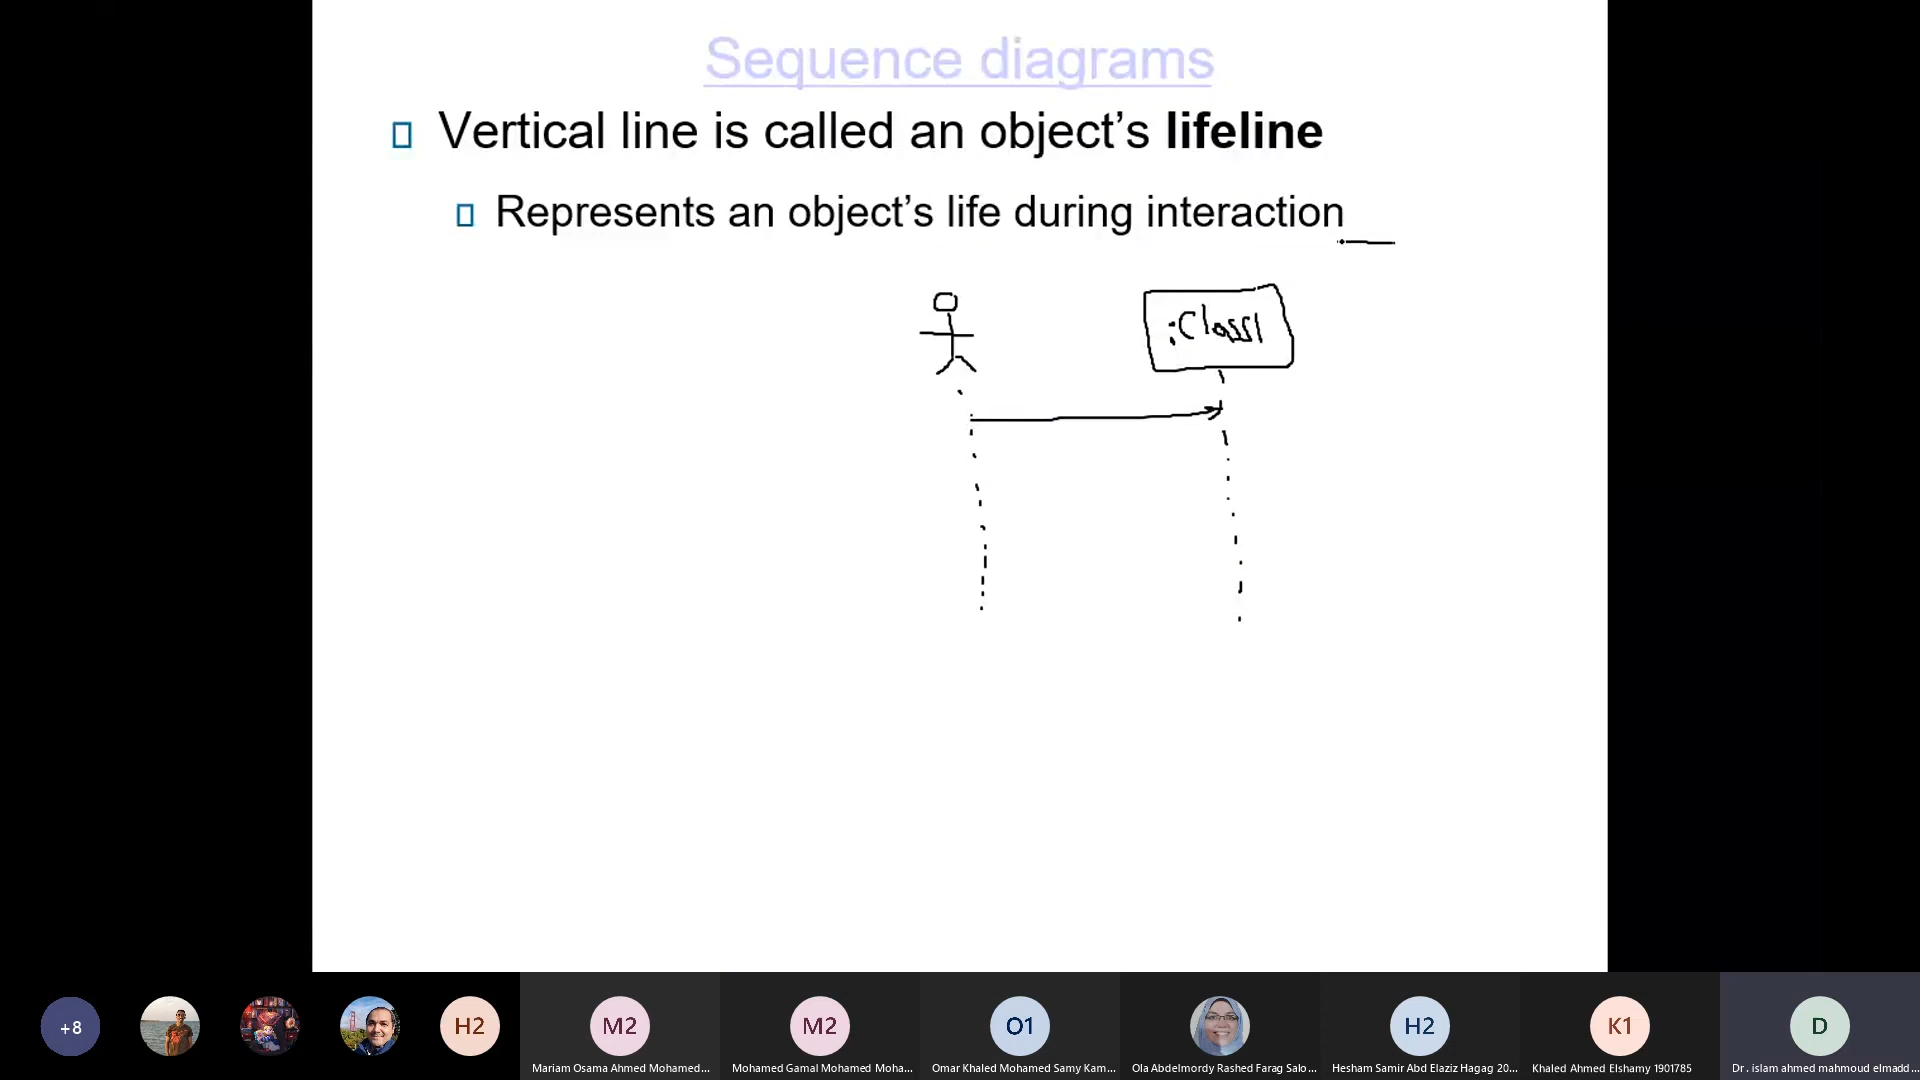 Sequence diagrams
Vertical line is called an object's lifeline
Represents an object's life during interaction
:Class1
+8
H2
M2
M2
O1
H2
K1
D
Mariam Osama Ahmed Mohamed...
Mohamed Gamal Mohamed Moha...
Omar Khaled Mohamed Samy Kam...
Ola Abdelmordy Rashed Farag Salo...
Hesham Samir Abd Elaziz Hagag 20...
Khaled Ahmed Elshamy 1901785
Dr. islam ahmed mahmoud elmadd...